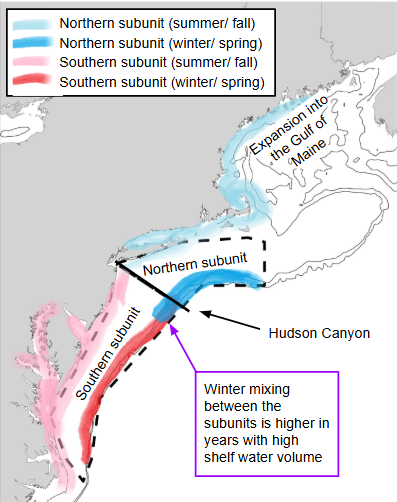 Northern subunit (summer/ fall)
Northern subunit (winter/ spring)
Southern subunit (summer/ fall)
Southern subunit (winter/ spring)
Expansion into
the Gulf of
Maine
Northern subunit
Southern subunit
Hudson Canyon
Winter mixing
between the
subunits is higher in
years with high
shelf water volume